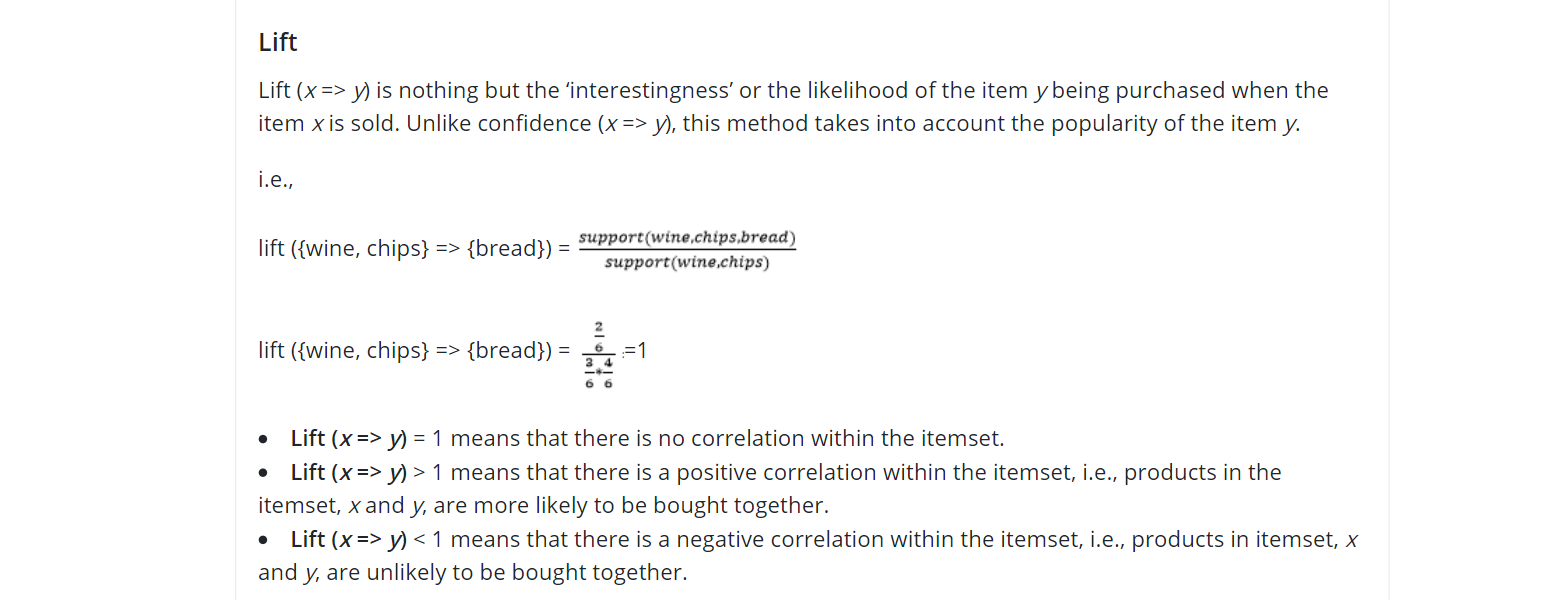 Lift
Lift (x => y) is nothing but the ‘interestingness’ or the likelihood of the item y being purchased when the
item x is sold. Unlike confidence (x => y), this method takes into account the popularity of the item y.
i.e.,
lift ({wine, chips} => {bread}) = support(wine,chips,bread) / support(wine,chips)
lift ({wine, chips} => {bread}) = 2/6 / 3/6 * 4/6 :=1
• Lift (x => y) = 1 means that there is no correlation within the itemset.
• Lift (x => y) > 1 means that there is a positive correlation within the itemset, i.e., products in the
itemset, x and y, are more likely to be bought together.
• Lift (x => y) < 1 means that there is a negative correlation within the itemset, i.e., products in itemset, x
and y, are unlikely to be bought together.